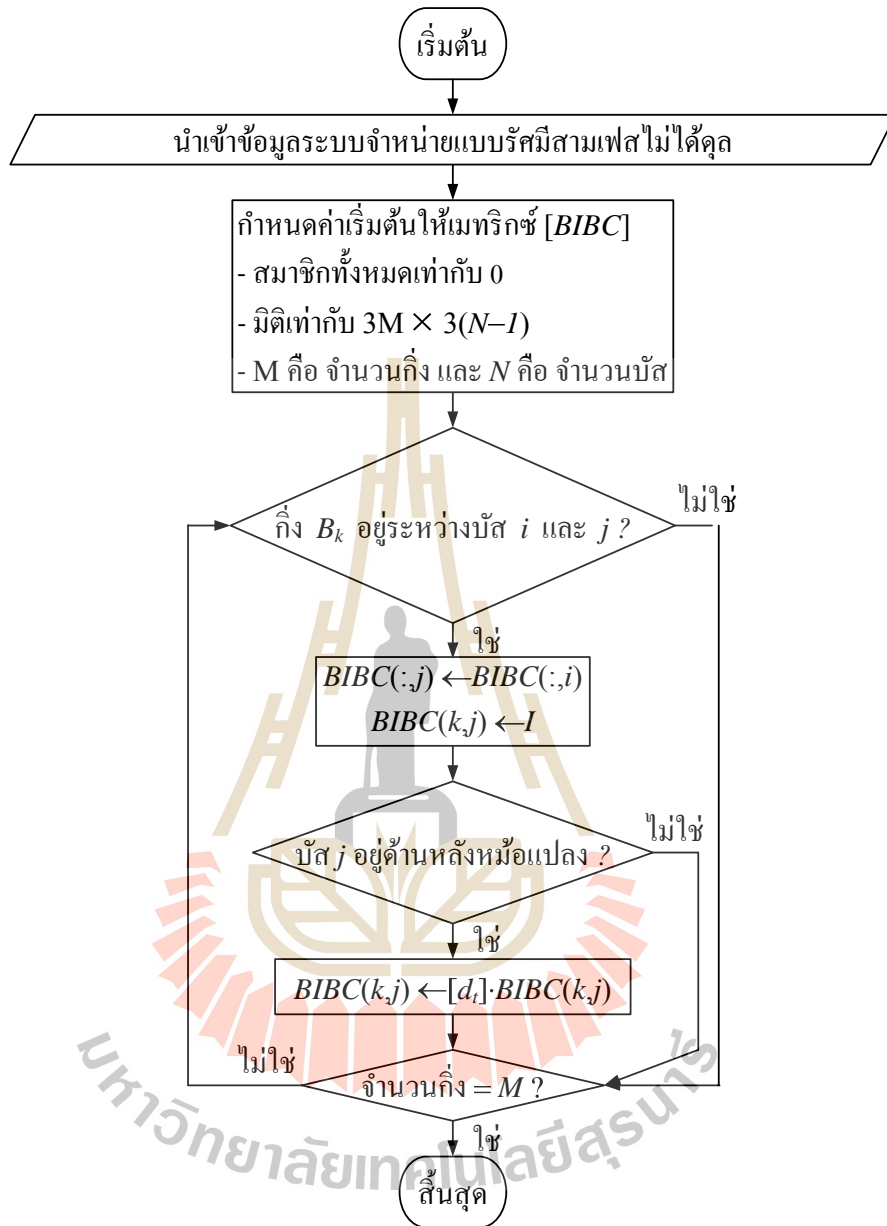 เริ่มต้น
นำเข้าข้อมูลระบบจำหน่ายแบบรัศมีสามเฟสไม่ได้ดุล
กำหนดค่าเริ่มต้นให้เมทริกซ์ [BIBC]
- สมาชิกทั้งหมดเท่ากับ 0
- มิติเท่ากับ 3M × 3(N–1)
- M คือ จำนวนกิ่ง และ N คือ จำนวนบัส
ไม่ใช่
กิ่ง B_k อยู่ระหว่างบัส i และ j ?
ใช่
BIBC(:,j) ←BIBC(:,i)
BIBC(k,j) ←I
ไม่ใช่
บัส j อยู่ด้านหลังหม้อแปลง ?
ใช่
BIBC(k,j) ←[d_t]·BIBC(k,j)
ไม่ใช่
จำนวนกิ่ง = M ?
ใช่
สิ้นสุด
มหาวิทยาลัยเทคโนโลยีสุรนารี